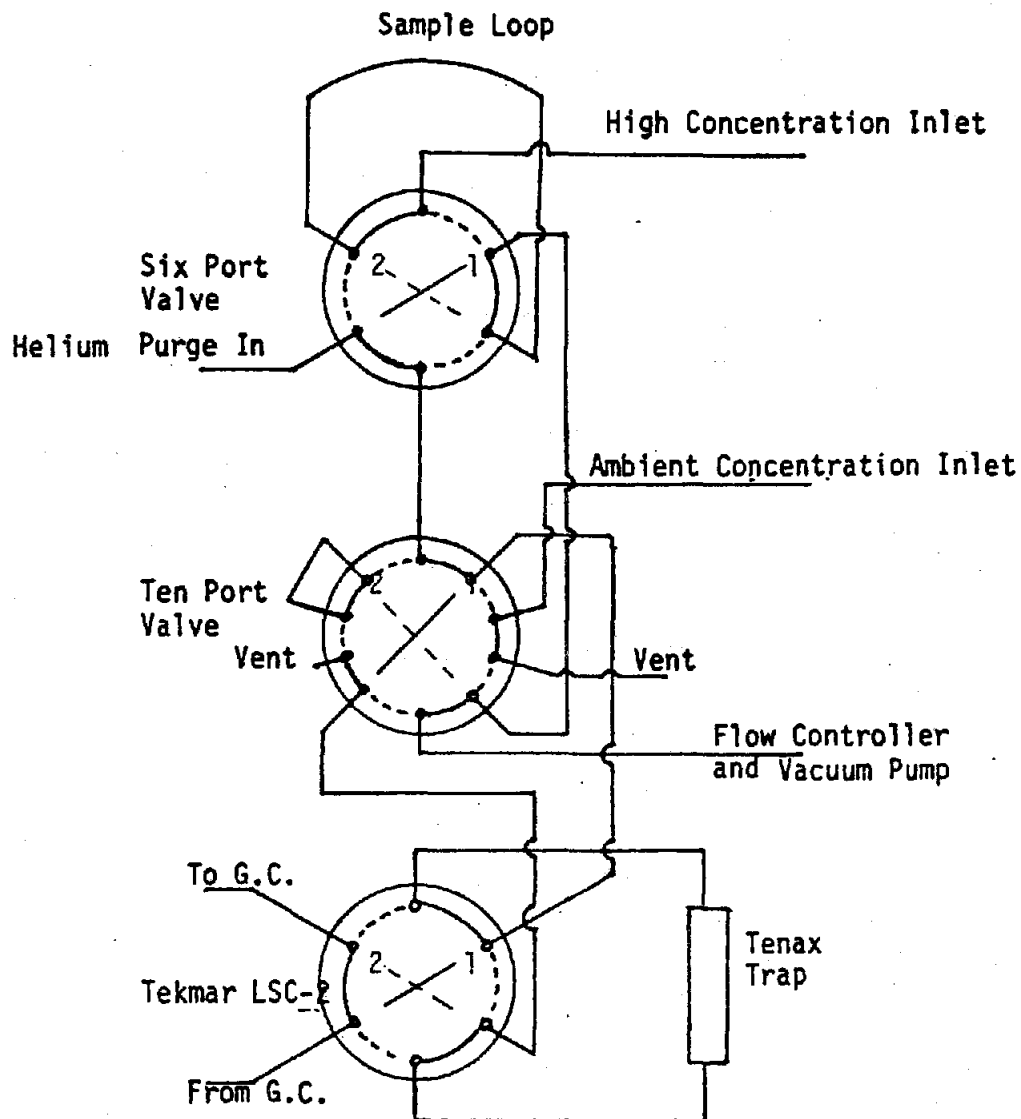 Sample Loop
High Concentration Inlet
2 1
Six Port
Valve
Helium Purge In
Ambient Concentration Inlet
2 1
Ten Port
Valve
Vent
Vent
Flow Controller
and Vacuum Pump
To G.C.
2 1
Tenax
Trap
Tekmar LSC-2
From G.C.